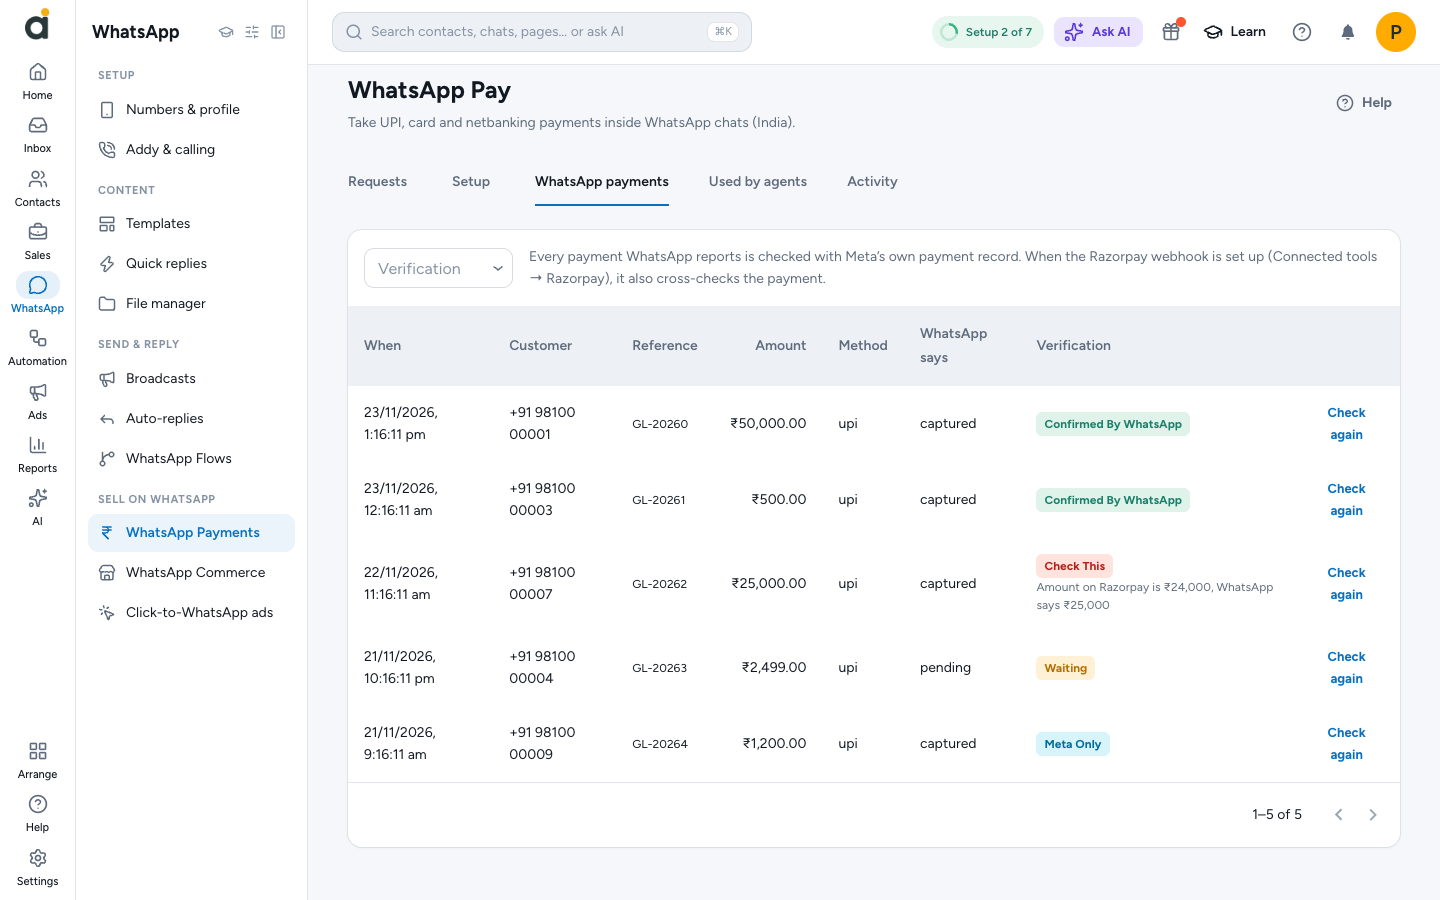 WhatsApp
Search contacts, chats, pages... or ask AI
⌘K
Setup 2 of 7
Ask AI
Learn
P
Home
Inbox
Contacts
Sales
WhatsApp
Automation
Ads
Reports
AI
Arrange
Help
Settings
SETUP
Numbers & profile
Addy & calling
CONTENT
Templates
Quick replies
File manager
SEND & REPLY
Broadcasts
Auto-replies
WhatsApp Flows
SELL ON WHATSAPP
WhatsApp Payments
WhatsApp Commerce
Click-to-WhatsApp ads
WhatsApp Pay
Take UPI, card and netbanking payments inside WhatsApp chats (India).
Help
Requests
Setup
WhatsApp payments
Used by agents
Activity
Verification
Every payment WhatsApp reports is checked with Meta's own payment record. When the Razorpay webhook is set up (Connected tools
→ Razorpay), it also cross-checks the payment.
When
Customer
Reference
Amount
Method
WhatsApp
says
Verification
23/11/2026,
1:16:11 pm
+91 98100
00001
GL-20260
₹50,000.00
upi
captured
Confirmed By WhatsApp
Check
again
23/11/2026,
12:16:11 am
+91 98100
00003
GL-20261
₹500.00
upi
captured
Confirmed By WhatsApp
Check
again
22/11/2026,
11:16:11 am
+91 98100
00007
GL-20262
₹25,000.00
upi
captured
Check This
Amount on Razorpay is ₹24,000, WhatsApp
says ₹25,000
Check
again
21/11/2026,
10:16:11 pm
+91 98100
00004
GL-20263
₹2,499.00
upi
pending
Waiting
Check
again
21/11/2026,
9:16:11 am
+91 98100
00009
GL-20264
₹1,200.00
upi
captured
Meta Only
Check
again
1–5 of 5